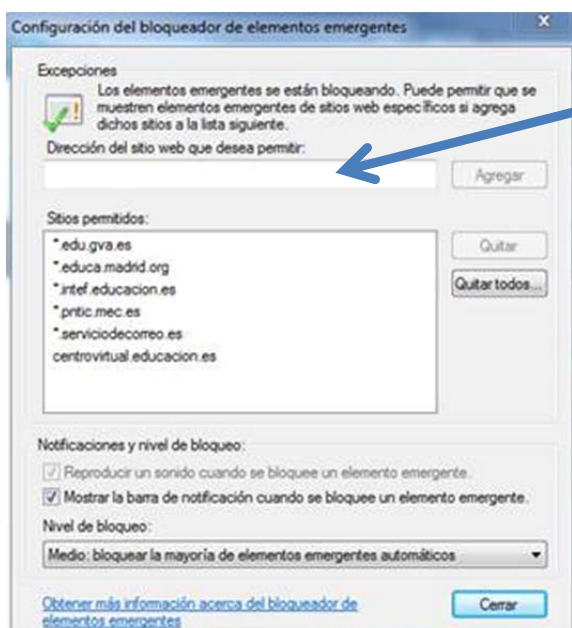 Configuración del bloqueador de elementos emergentes
Excepciones
Los elementos emergentes se están bloqueando. Puede permitir que se
muestren elementos emergentes de sitios web específicos si agrega
dichos sitios a la lista siguiente.
Dirección del sitio web que desea permitir:
Agregar
Sitios permitidos:
*.edu.gva.es
*.educa.madrid.org
*.intef.educacion.es
*.pntic.mec.es
*.serviciodecorreo.es
centrovirtual.educacion.es
Quitar
Quitar todos...
Notificaciones y nivel de bloqueo:
Reproducir un sonido cuando se bloquee un elemento emergente.
Mostrar la barra de notificación cuando se bloquee un elemento emergente.
Nivel de bloqueo:
Medio: bloquear la mayoría de elementos emergentes automáticos
Obtener más información acerca del bloqueador de
elementos emergentes
Cerrar